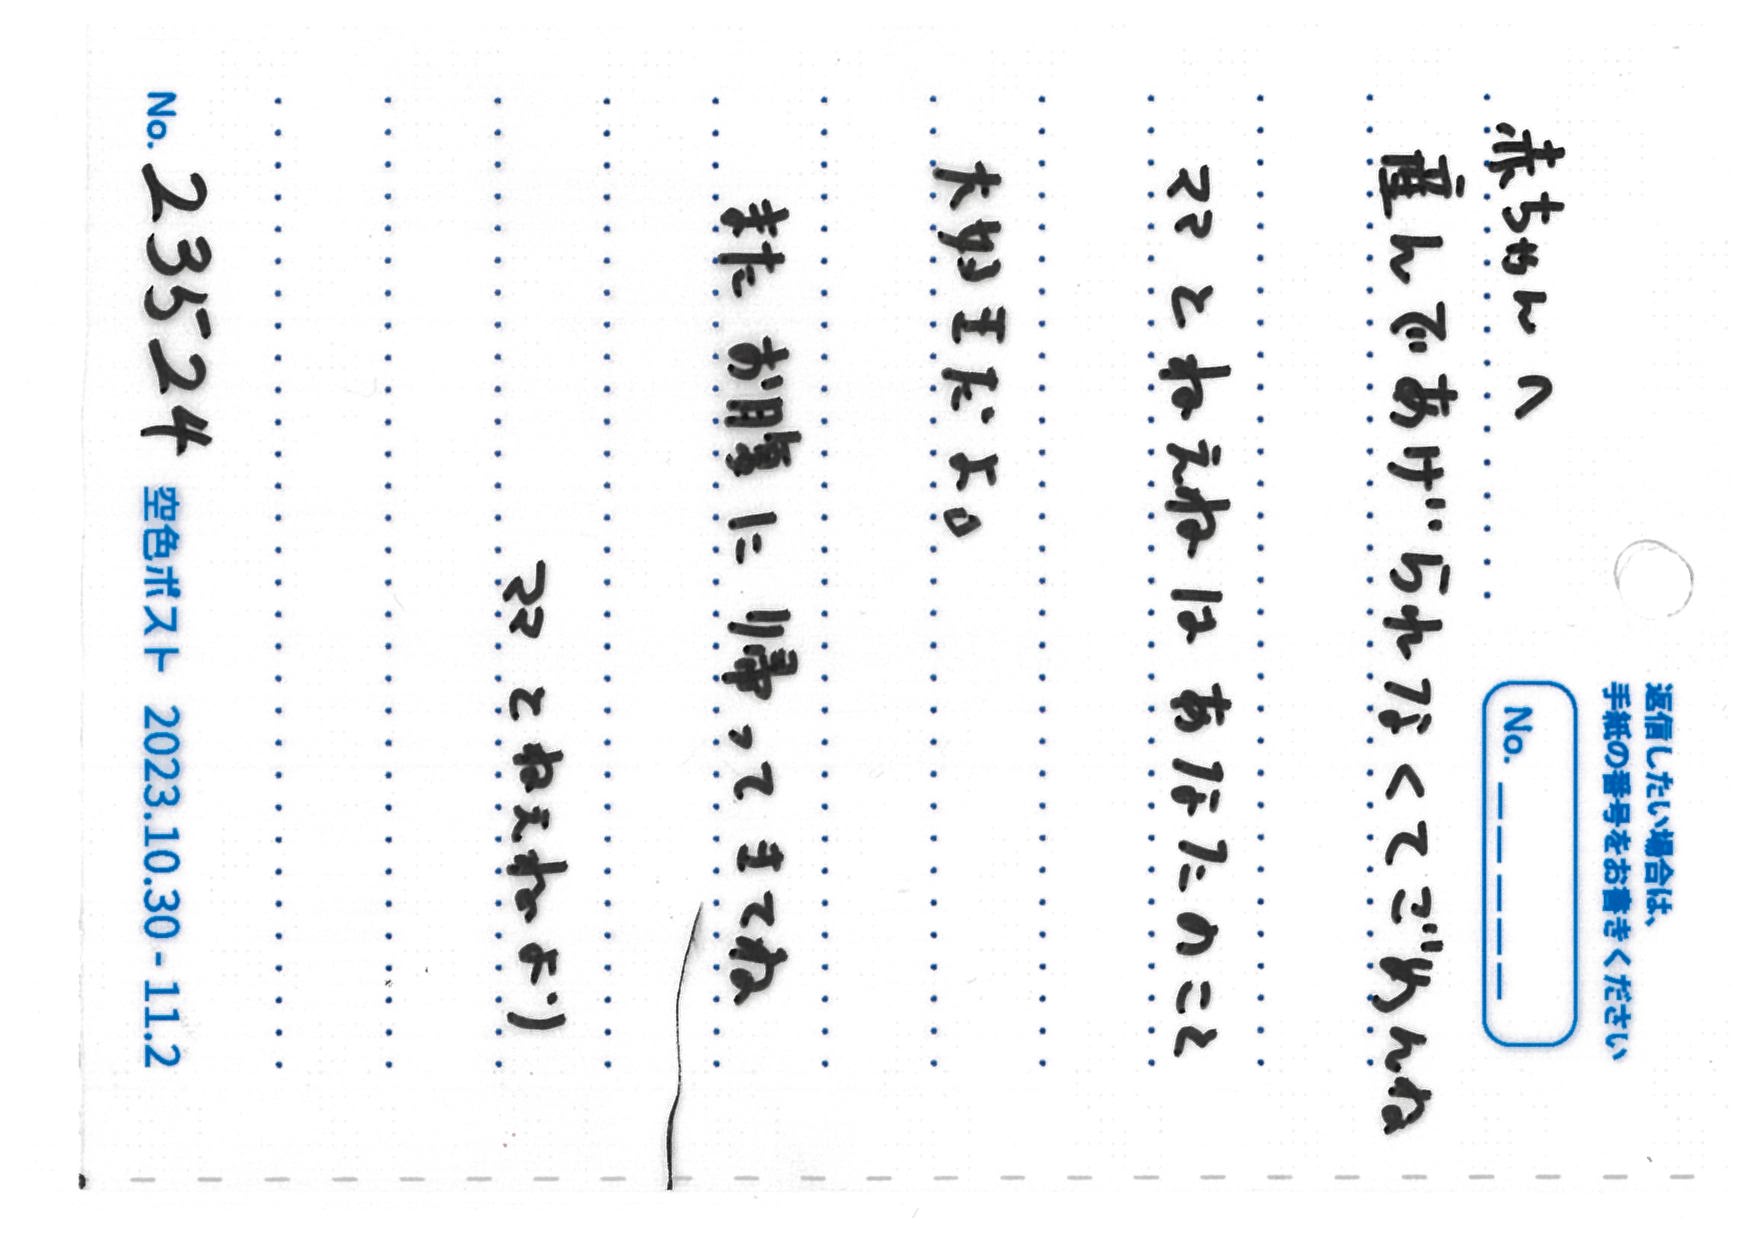 返信したい場合は、
手紙の番号をお書きください
No. _ _ _ _ _
赤ちゃんへ
産んであげられなくてごめんね
ママとねえねはあなたのこと
大好きだよ。
またお腹に帰ってきてね
ママとねえねより
No. 23524 空色ポスト 2023.10.30 - 11.2